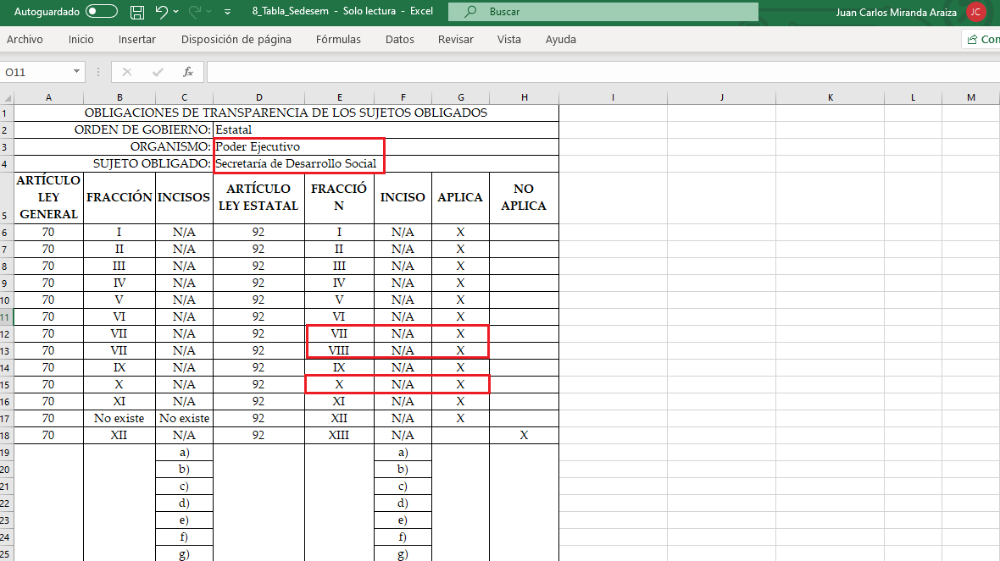 Autoguardado 8_Tabla_Sedesem - Solo lectura - Excel Buscar Juan Carlos Miranda Araiza JC
Archivo Inicio Insertar Disposición de página Fórmulas Datos Revisar Vista Ayuda Con
O11 fx
A B C D E F G H I J K L M
1 OBLIGACIONES DE TRANSPARENCIA DE LOS SUJETOS OBLIGADOS
2 ORDEN DE GOBIERNO: Estatal
3 ORGANISMO: Poder Ejecutivo
4 SUJETO OBLIGADO: Secretaría de Desarrollo Social
5 ARTÍCULO LEY GENERAL FRACCIÓN INCISOS ARTÍCULO LEY ESTATAL FRACCIÓ N INCISO APLICA NO APLICA
6 70 I N/A 92 I N/A X
7 70 II N/A 92 II N/A X
8 70 III N/A 92 III N/A X
9 70 IV N/A 92 IV N/A X
10 70 V N/A 92 V N/A X
11 70 VI N/A 92 VI N/A X
12 70 VII N/A 92 VII N/A X
13 70 VII N/A 92 VIII N/A X
14 70 IX N/A 92 IX N/A X
15 70 X N/A 92 X N/A X
16 70 XI N/A 92 XI N/A X
17 70 No existe No existe 92 XII N/A X
18 70 XII N/A 92 XIII N/A X
19 a) a)
20 b) b)
21 c) c)
22 d) d)
23 e) e)
24 f) f)
25 g) g)